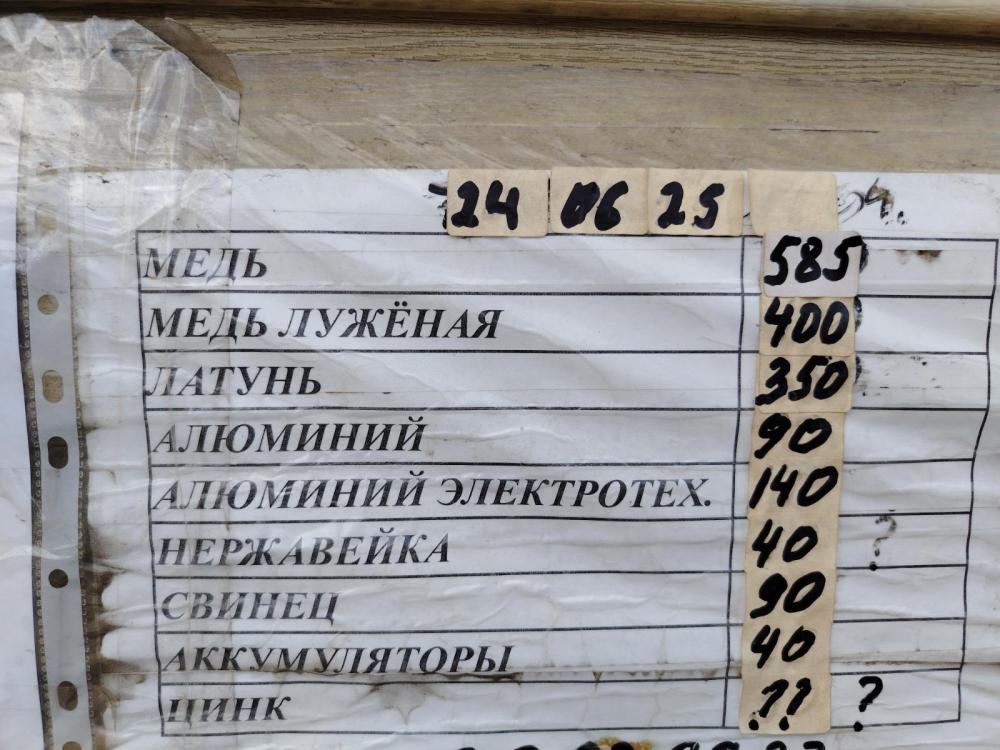 24 06 25
МЕДЬ 585
МЕДЬ ЛУЖЁНАЯ 400
ЛАТУНЬ 350
АЛЮМИНИЙ 90
АЛЮМИНИЙ ЭЛЕКТРОТЕХ. 140
НЕРЖАВЕЙКА 40 ?
СВИНЕЦ 90
АККУМУЛЯТОРЫ 40
ЦИНК ?? ?